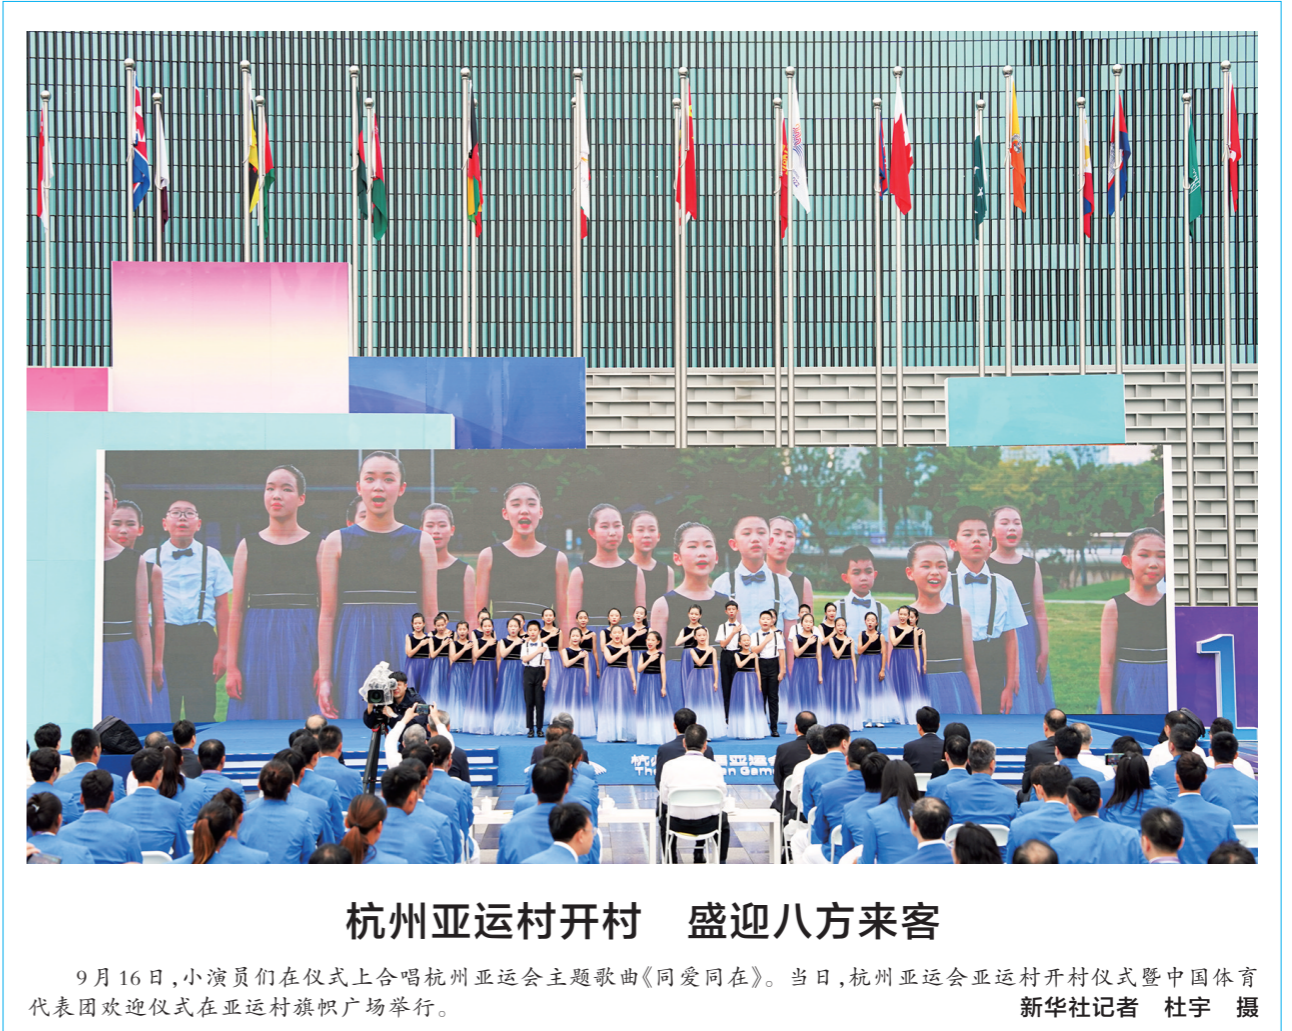 1
杭州亚运村开村　盛迎八方来客
9月16日，小演员们在仪式上合唱杭州亚运会主题歌曲《同爱同在》。当日，杭州亚运会亚运村开村仪式暨中国体育
代表团欢迎仪式在亚运村旗帜广场举行。
新华社记者　杜宇　摄